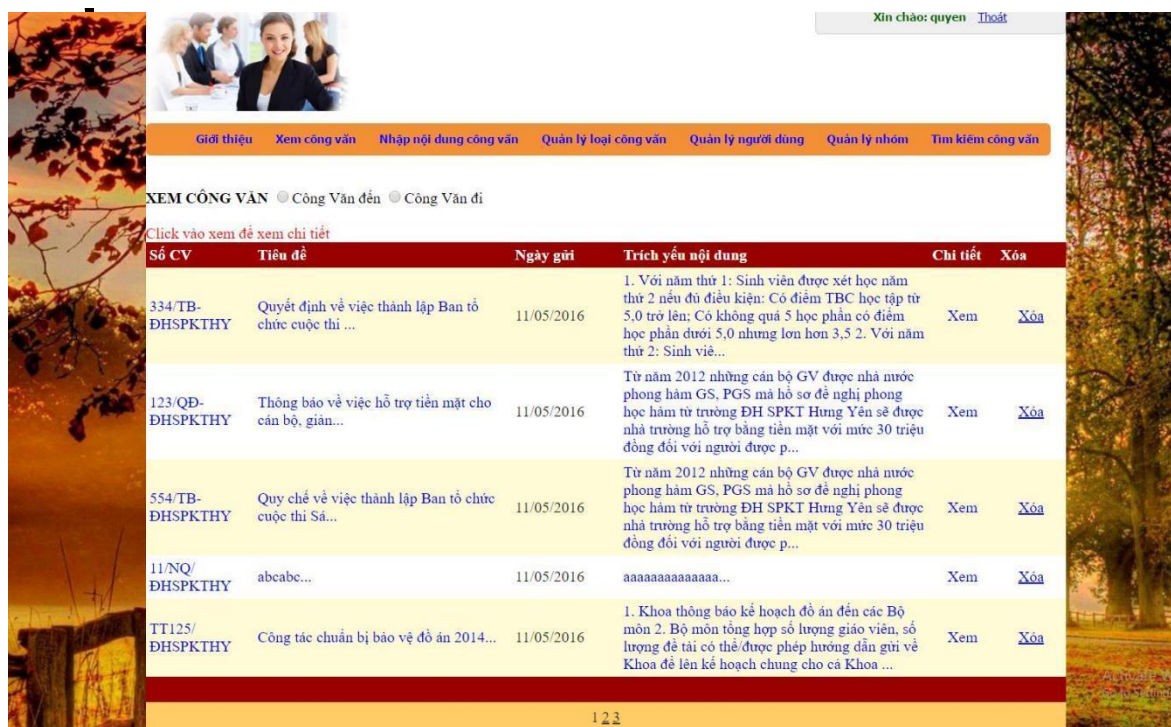 Xin chào: quyen Thoát
Giới thiệu Xem công văn Nhập nội dung công văn Quản lý loại công văn Quản lý người dùng Quản lý nhóm Tìm kiếm công văn
XEM CÔNG VĂN Công Văn đến Công Văn đi
Click vào xem để xem chi tiết
Số CV Tiêu đề Ngày gửi Trích yếu nội dung Chi tiết Xóa
334/TB-
ĐHSPKTHY
Quyết định về việc thành lập Ban tổ
chức cuộc thi ...
11/05/2016
1. Với năm thứ 1: Sinh viên được xét học năm
thứ 2 nếu đủ điều kiện: Có điểm TBC học tập từ
5,0 trở lên; Có không quá 5 học phần có điểm
học phần dưới 5,0 nhưng lơn hơn 3,5 2. Với năm
thứ 2: Sinh viê...
Xem Xóa
123/QĐ-
ĐHSPKTHY
Thông báo về việc hỗ trợ tiền mặt cho
cán bộ, giản...
11/05/2016
Từ năm 2012 những cán bộ GV được nhà nước
phong hàm GS, PGS mà hồ sơ đề nghị phong
học hàm từ trường ĐH SPKT Hưng Yên sẽ được
nhà trường hỗ trợ bằng tiền mặt với mức 30 triệu
đồng đối với người được p...
Xem Xóa
554/TB-
ĐHSPKTHY
Quy chế về việc thành lập Ban tổ chức
cuộc thi Sá...
11/05/2016
Từ năm 2012 những cán bộ GV được nhà nước
phong hàm GS, PGS mà hồ sơ đề nghị phong
học hàm từ trường ĐH SPKT Hưng Yên sẽ được
nhà trường hỗ trợ bằng tiền mặt với mức 30 triệu
đồng đối với người được p...
Xem Xóa
11/NQ/
ĐHSPKTHY
abcabc...
11/05/2016
aaaaaaaaaaaaaa...
Xem Xóa
TT125/
ĐHSPKTHY
Công tác chuẩn bị bảo vệ đồ án 2014...
11/05/2016
1. Khoa thông báo kế hoạch đồ án đến các Bộ
môn 2. Bộ môn tổng hợp số lượng giáo viên, số
lượng đề tài có thể/được phép hướng dẫn gửi về
Khoa để lên kế hoạch chung cho cả Khoa ...
Xem Xóa
1 2 3